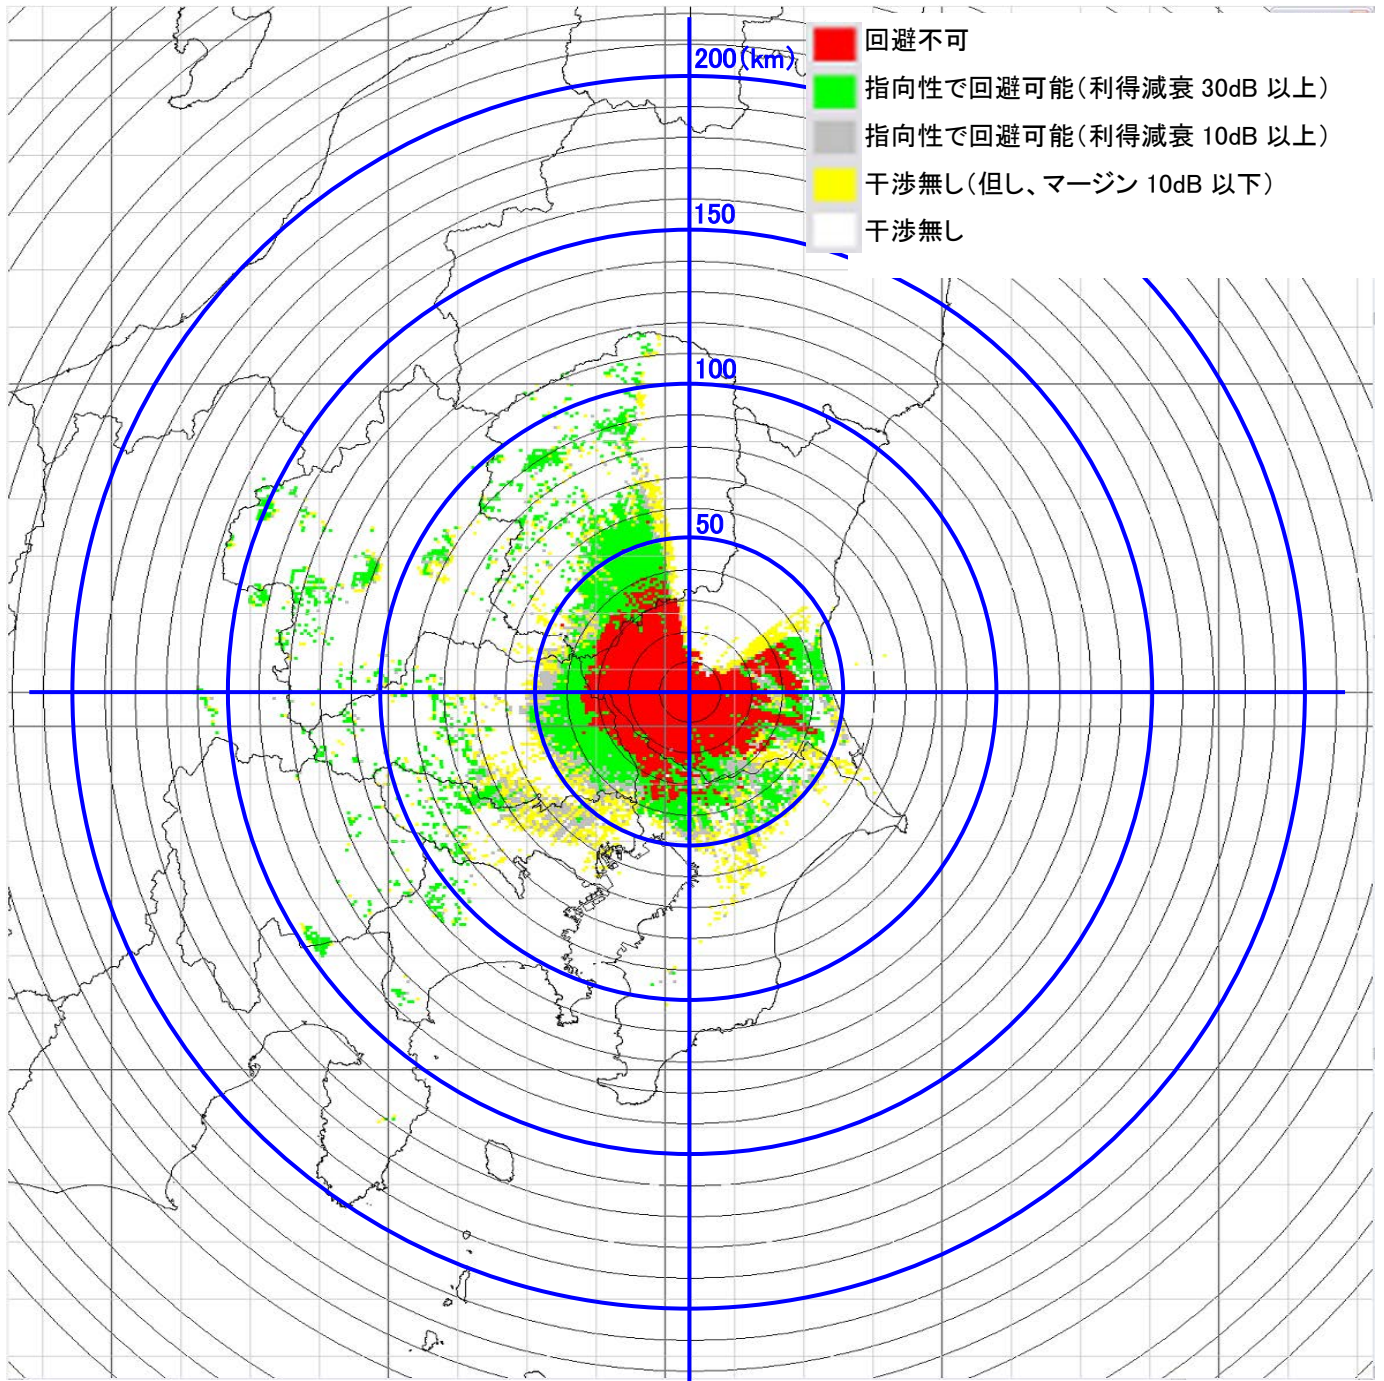 回避不可
200(km)
指向性で回避可能(利得減衰 30dB 以上)
指向性で回避可能(利得減衰 10dB 以上)
干渉無し(但し、マージン 10dB 以下)
150
干渉無し
100
50